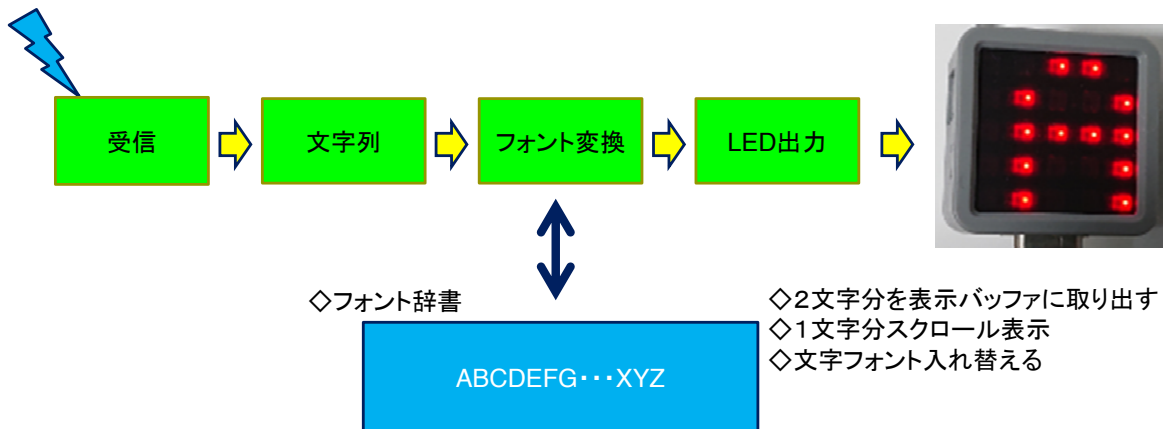 受信
文字列
フォント変換
LED出力
◇フォント辞書
ABCDEFG・・・XYZ
◇２文字分を表示バッファに取り出す
◇１文字分スクロール表示
◇文字フォント入れ替える